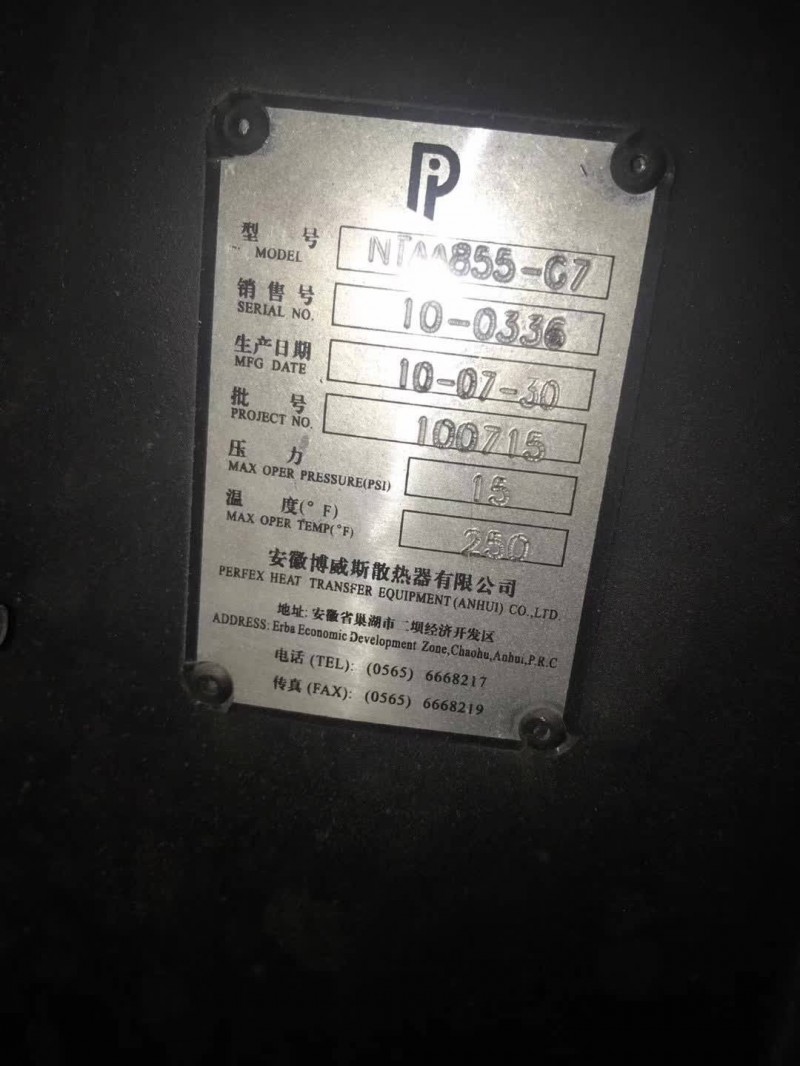 型 号 NTAA855-G7
MODEL
销售号 10-0336
SERIAL NO.
生产日期 10-07-30
MFG DATE
批 号 100715
PROJECT NO.
压 力 15
MAX OPER PRESSURE(PSI)
温 度(° F) 250
MAX OPER TEMP(°F)
安徽博威斯散热器有限公司
PERFEX HEAT TRANSFER EQUIPMENT(ANHUI) CO.,LTD
地址: 安徽省巢湖市二坝经济开发区
ADDRESS: Erba Economic Development Zone,Chaohu,Anhui,P.R.C
电话 (TEL): (0565) 6668217
传真 (FAX): (0565) 6668219